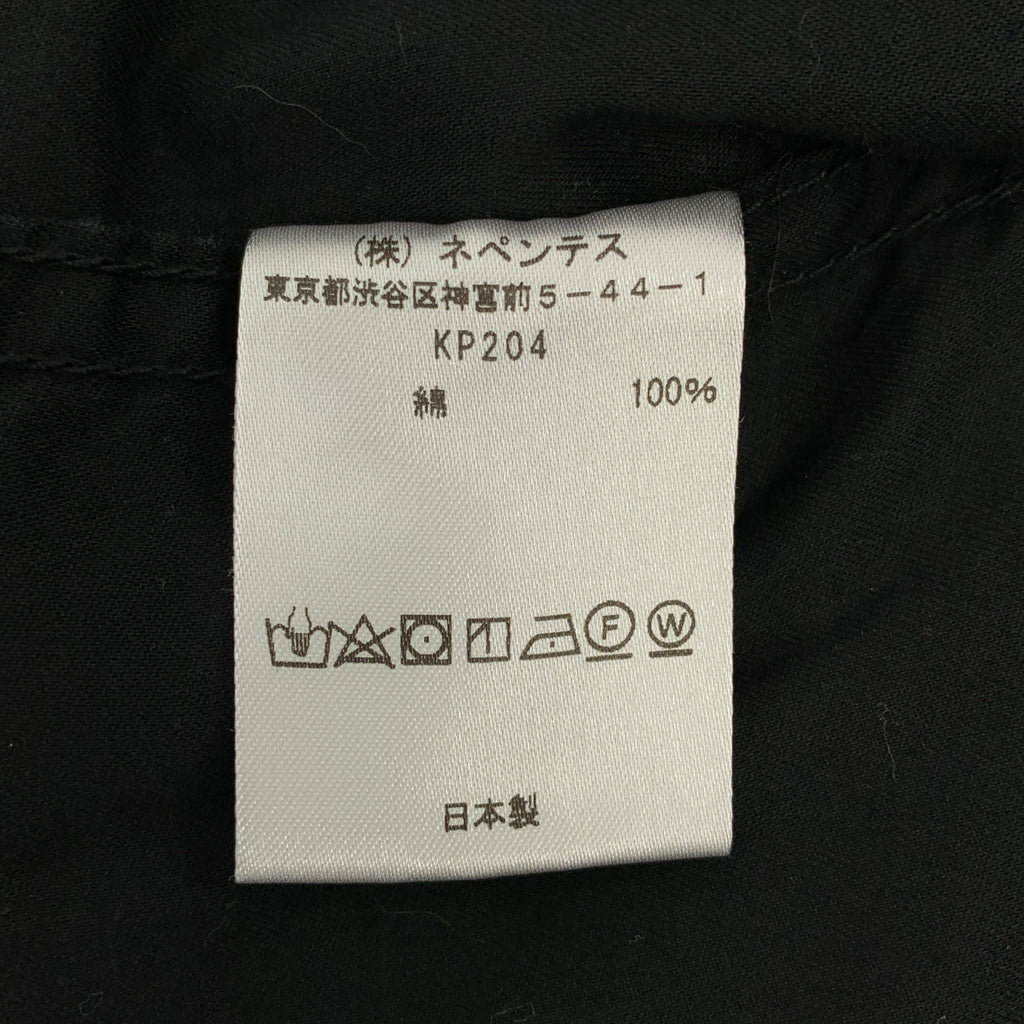 (株) ネペンテス
東京都渋谷区神宮前5-44-1
KP204
綿 100%
F W
日本製